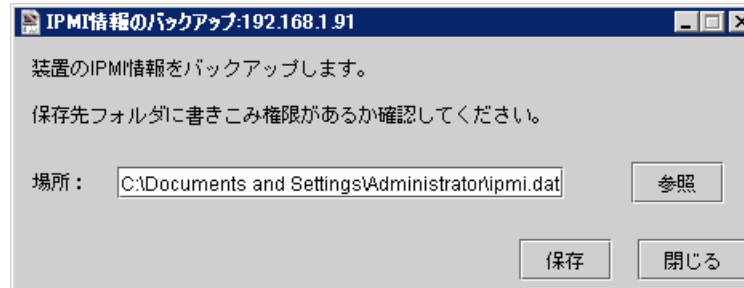 IPMI情報のバックアップ:192.168.1.91
装置のIPMI情報をバックアップします。
保存先フォルダに書きこみ権限があるか確認してください。
場所： C:\Documents and Settings\Administrator\ipmi.dat 参照
保存 閉じる